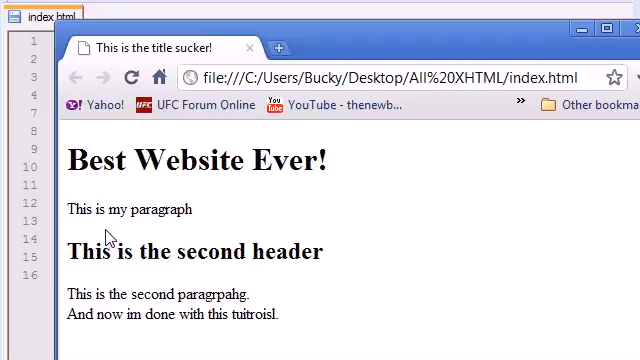 index.html
This is the title sucker!
file:///C:/Users/Bucky/Desktop/All%20XHTML/index.html
Yahoo! UFC UFC Forum Online You Tube YouTube - thenewb... » Other bookma
1
2
3
4
5
6
7
8
9
10
11
12
13
14
15
16
Best Website Ever!
This is my paragraph
This is the second header
This is the second paragrpahg.
And now im done with this tuitroisl.